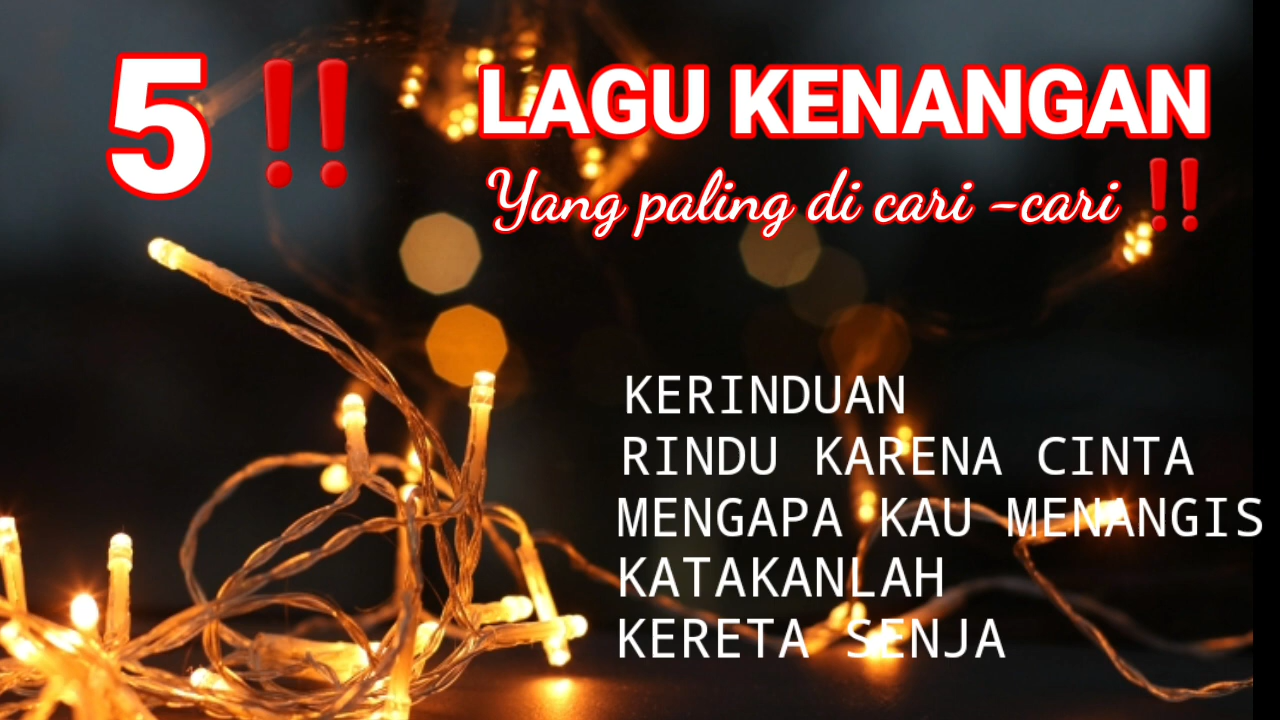 5‼
LAGU KENANGAN
Yang paling di cari -cari ‼
KERINDUAN
RINDU KARENA CINTA
MENGAPA KAU MENANGIS
KATAKANLAH
KERETA SENJA